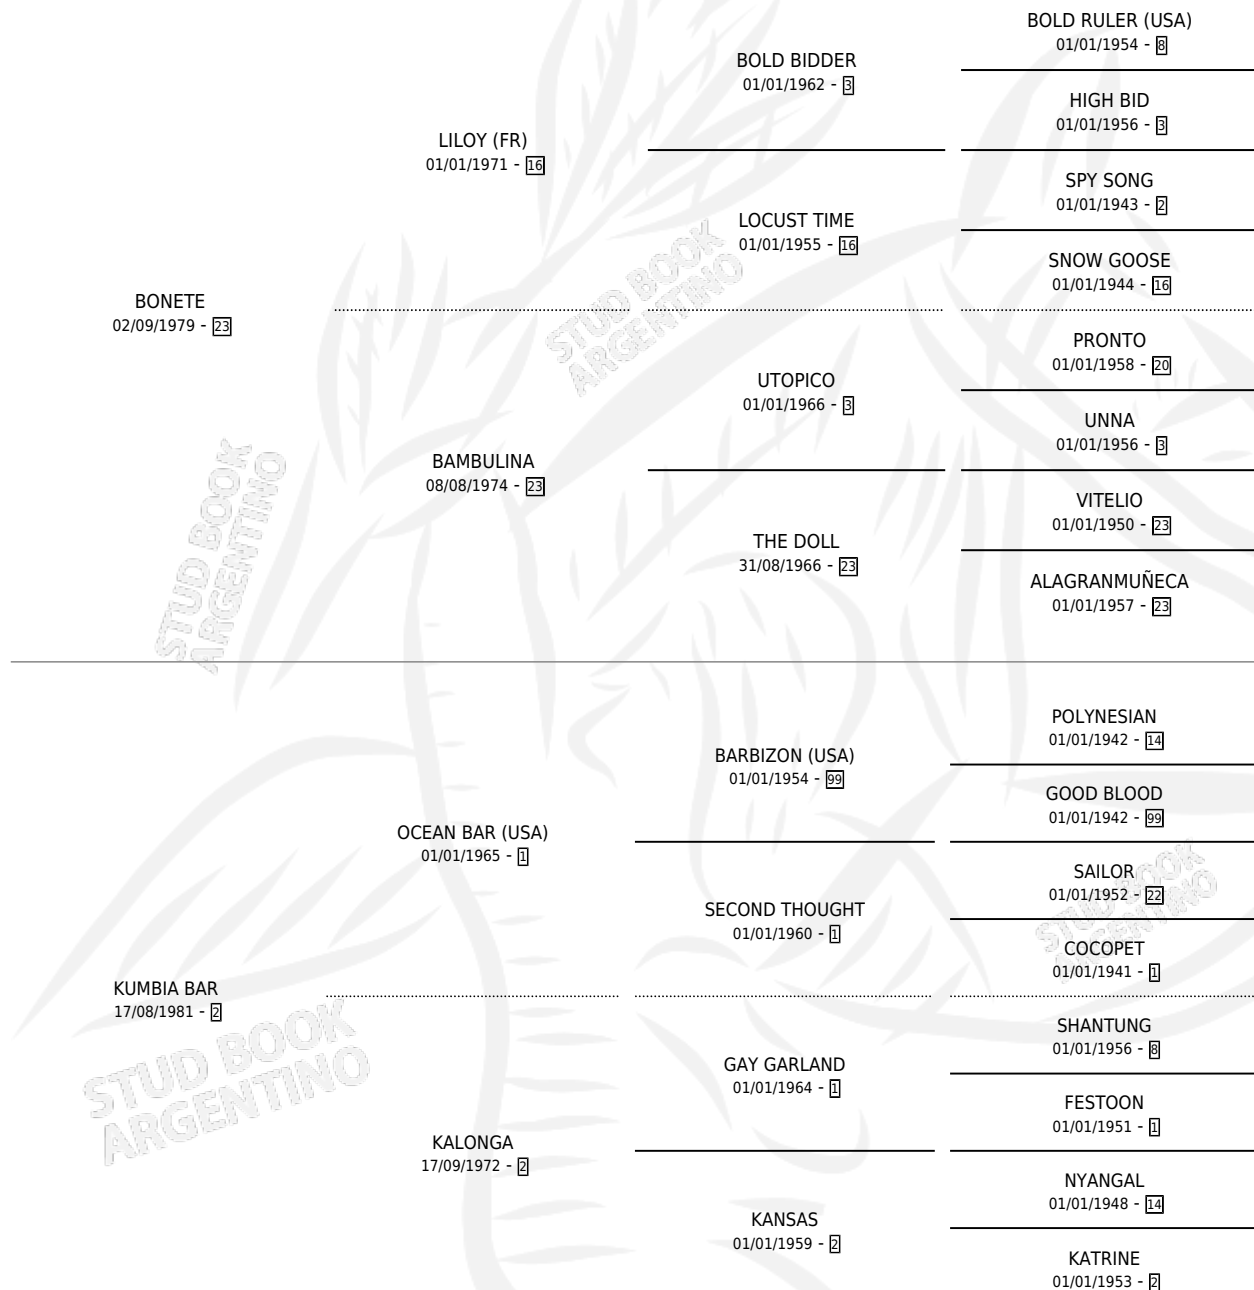 BOLD RULER (USA)
01/01/1954 - 8
BOLD BIDDER
01/01/1962 - 3
HIGH BID
01/01/1956 - 3
LILOY (FR)
01/01/1971 - 16
SPY SONG
01/01/1943 - 2
LOCUST TIME
01/01/1955 - 16
SNOW GOOSE
01/01/1944 - 16
BONETE
02/09/1979 - 23
PRONTO
01/01/1958 - 20
UTOPICO
01/01/1966 - 3
UNNA
01/01/1956 - 3
BAMBULINA
08/08/1974 - 23
VITELIO
01/01/1950 - 23
THE DOLL
31/08/1966 - 23
ALAGRANMUÑECA
01/01/1957 - 23
STUD BOOK
ARGENTINO
STUD BOOK
ARGENTINO
POLYNESIAN
01/01/1942 - 14
BARBIZON (USA)
01/01/1954 - 99
GOOD BLOOD
01/01/1942 - 99
OCEAN BAR (USA)
01/01/1965 - 1
SAILOR
01/01/1952 - 22
SECOND THOUGHT
01/01/1960 - 1
COCOPET
01/01/1941 - 1
STUD BOOK
ARGENTINO
KUMBIA BAR
17/08/1981 - 2
SHANTUNG
01/01/1956 - 8
GAY GARLAND
01/01/1964 - 1
FESTOON
01/01/1951 - 1
KALONGA
17/09/1972 - 2
NYANGAL
01/01/1948 - 14
KANSAS
01/01/1959 - 2
KATRINE
01/01/1953 - 2
STUD BOOK
ARGENTINO